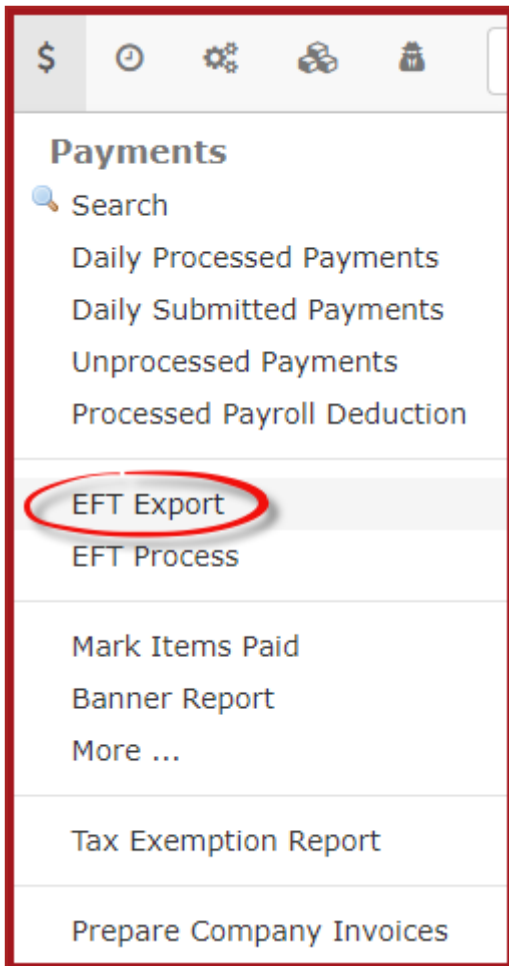 $
Payments
Search
Daily Processed Payments
Daily Submitted Payments
Unprocessed Payments
Processed Payroll Deduction
EFT Export
EFT Process
Mark Items Paid
Banner Report
More ...
Tax Exemption Report
Prepare Company Invoices